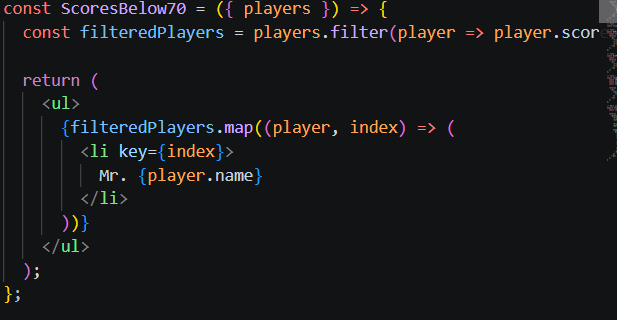 const ScoresBelow70 = ({ players }) => {
const filteredPlayers = players.filter(player => player.scor
return (
<ul>
{filteredPlayers.map((player, index) => (
<li key={index}>
Mr. {player.name}
</li>
))}
</ul>
);
};